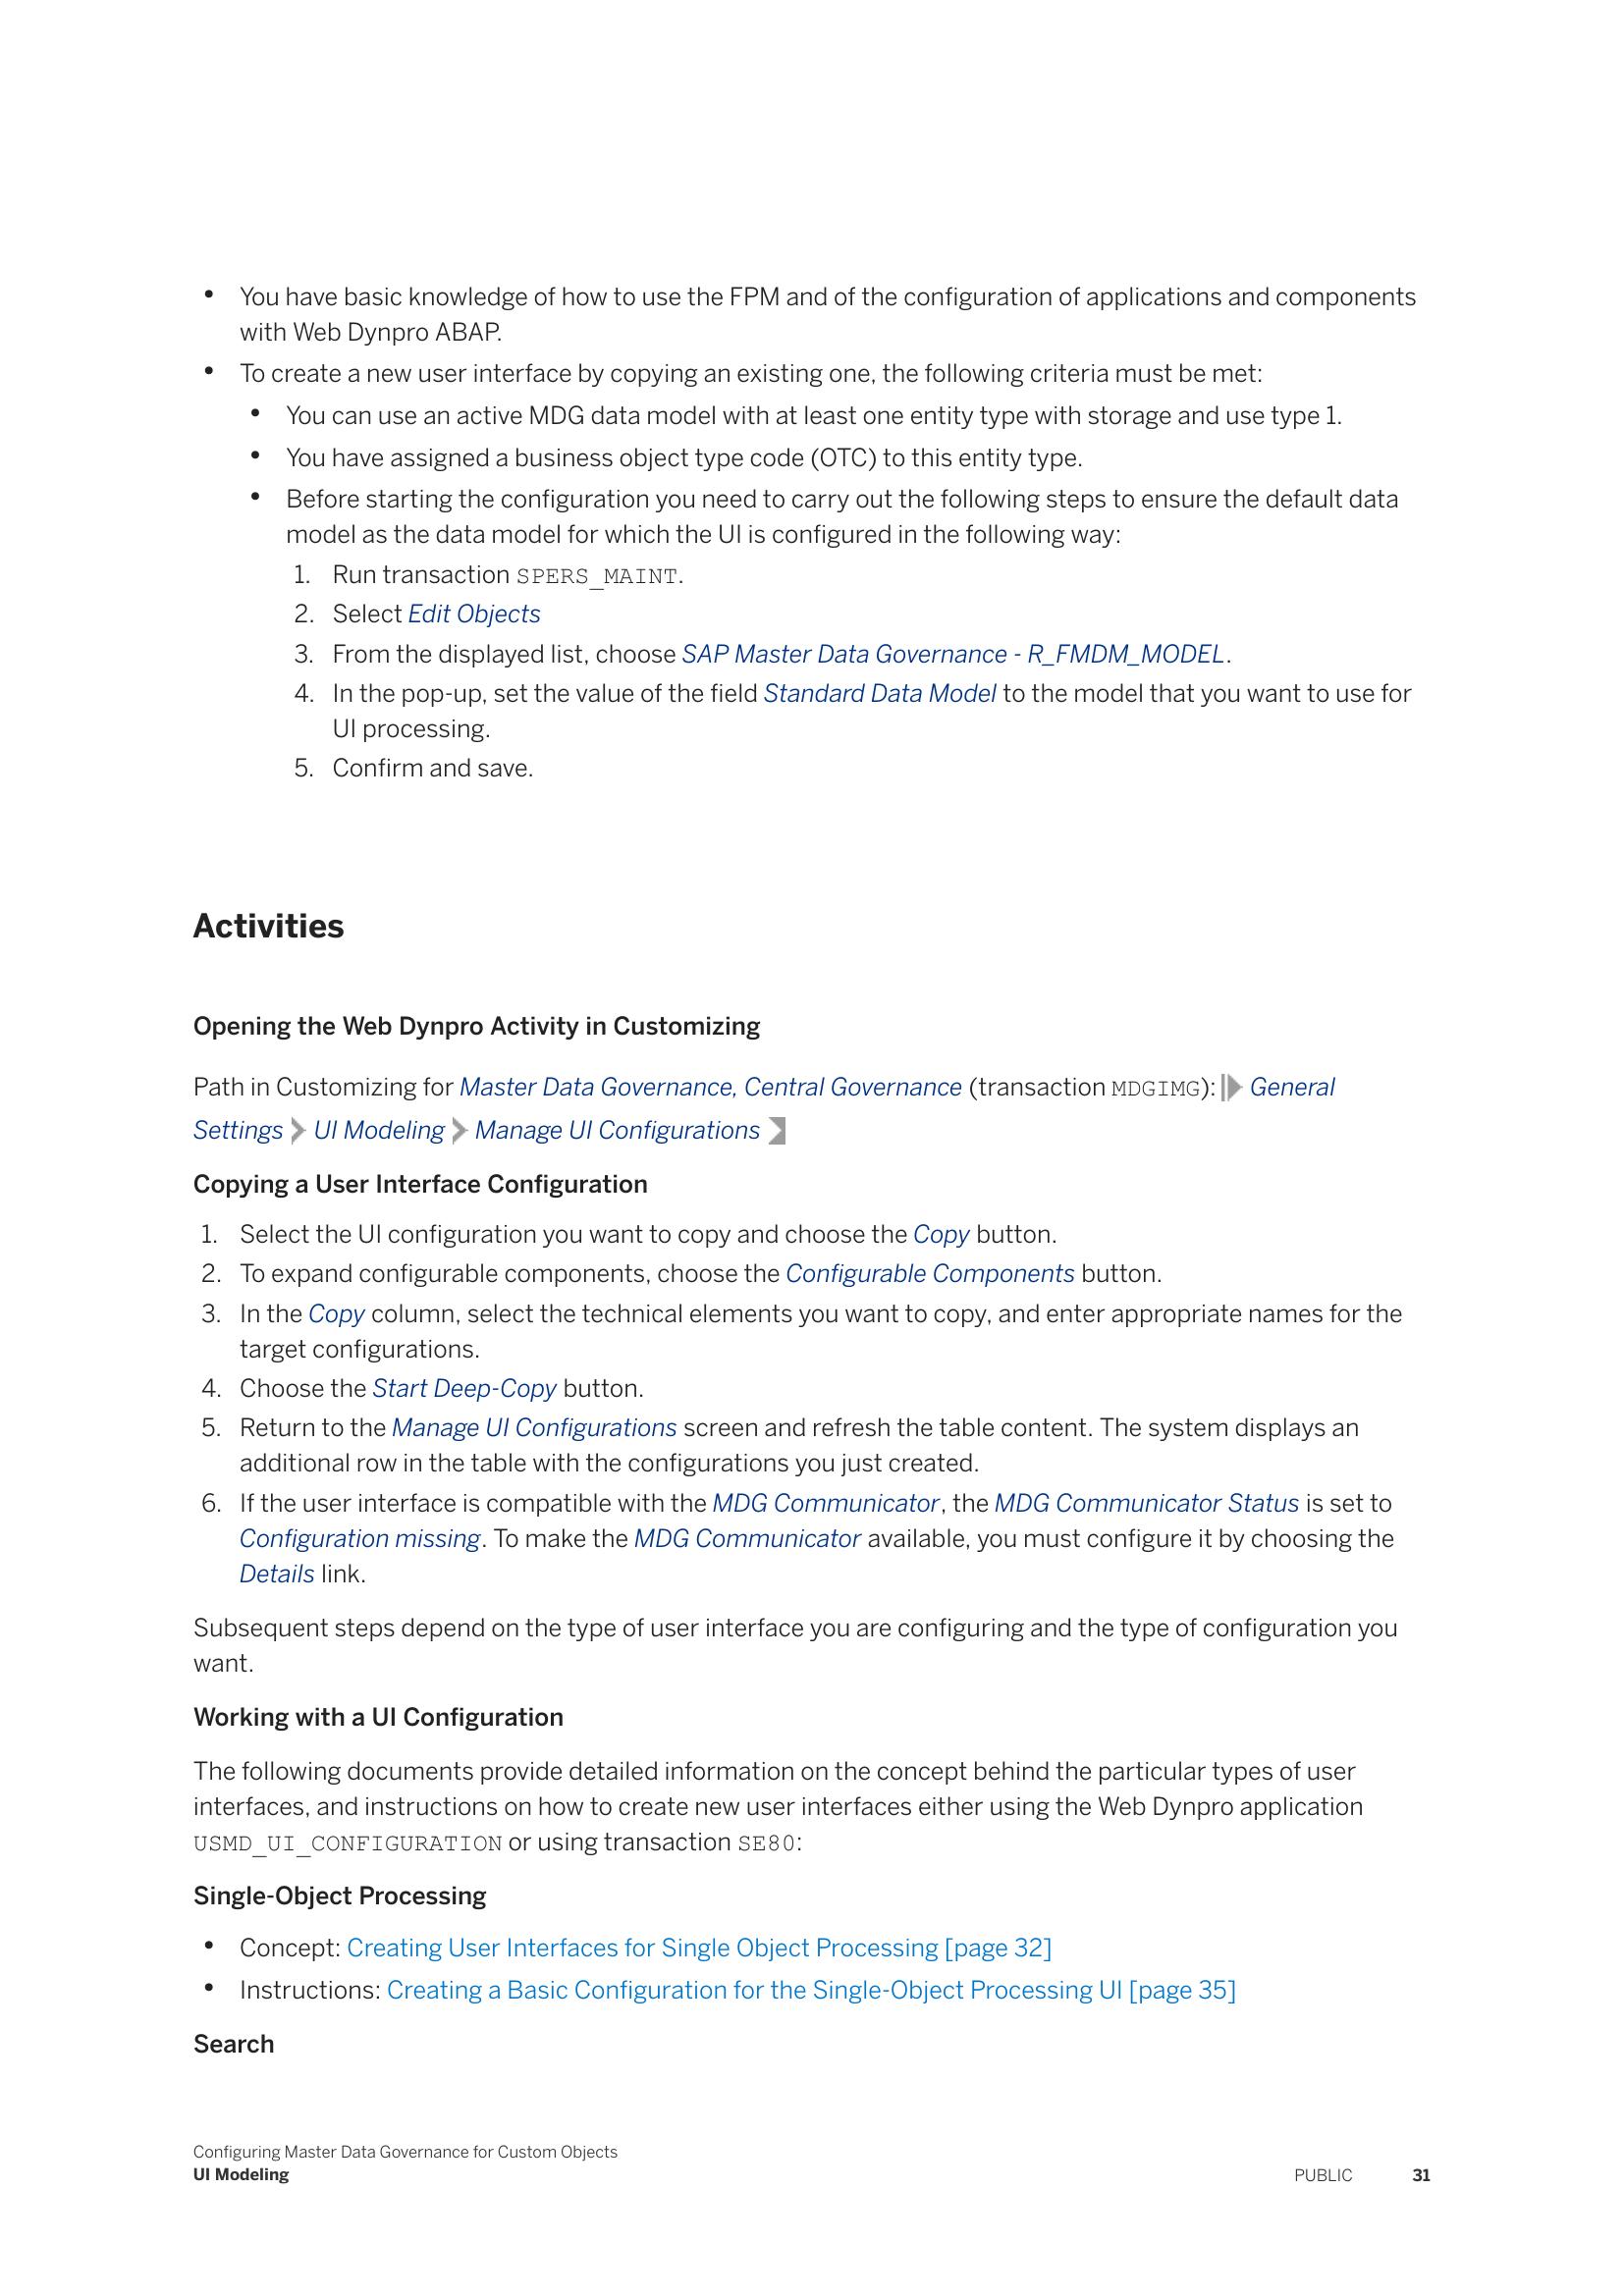 • You have basic knowledge of how to use the FPM and of the configuration of applications and components
with Web Dynpro ABAP.
• To create a new user interface by copying an existing one, the following criteria must be met:
• You can use an active MDG data model with at least one entity type with storage and use type 1.
• You have assigned a business object type code (OTC) to this entity type.
• Before starting the configuration you need to carry out the following steps to ensure the default data
model as the data model for which the UI is configured in the following way:
1. Run transaction SPERS_MAINT.
2. Select Edit Objects
3. From the displayed list, choose SAP Master Data Governance - R_FMDM_MODEL.
4. In the pop-up, set the value of the field Standard Data Model to the model that you want to use for
UI processing.
5. Confirm and save.
Activities
Opening the Web Dynpro Activity in Customizing
Path in Customizing for Master Data Governance, Central Governance (transaction MDGIMG): General
Settings UI Modeling Manage UI Configurations
Copying a User Interface Configuration
1. Select the UI configuration you want to copy and choose the Copy button.
2. To expand configurable components, choose the Configurable Components button.
3. In the Copy column, select the technical elements you want to copy, and enter appropriate names for the
target configurations.
4. Choose the Start Deep-Copy button.
5. Return to the Manage UI Configurations screen and refresh the table content. The system displays an
additional row in the table with the configurations you just created.
6. If the user interface is compatible with the MDG Communicator, the MDG Communicator Status is set to
Configuration missing. To make the MDG Communicator available, you must configure it by choosing the
Details link.
Subsequent steps depend on the type of user interface you are configuring and the type of configuration you
want.
Working with a UI Configuration
The following documents provide detailed information on the concept behind the particular types of user
interfaces, and instructions on how to create new user interfaces either using the Web Dynpro application
USMD_UI_CONFIGURATION or using transaction SE80:
Single-Object Processing
• Concept: Creating User Interfaces for Single Object Processing [page 32]
• Instructions: Creating a Basic Configuration for the Single-Object Processing UI [page 35]
Search
Configuring Master Data Governance for Custom Objects
UI Modeling
PUBLIC 31